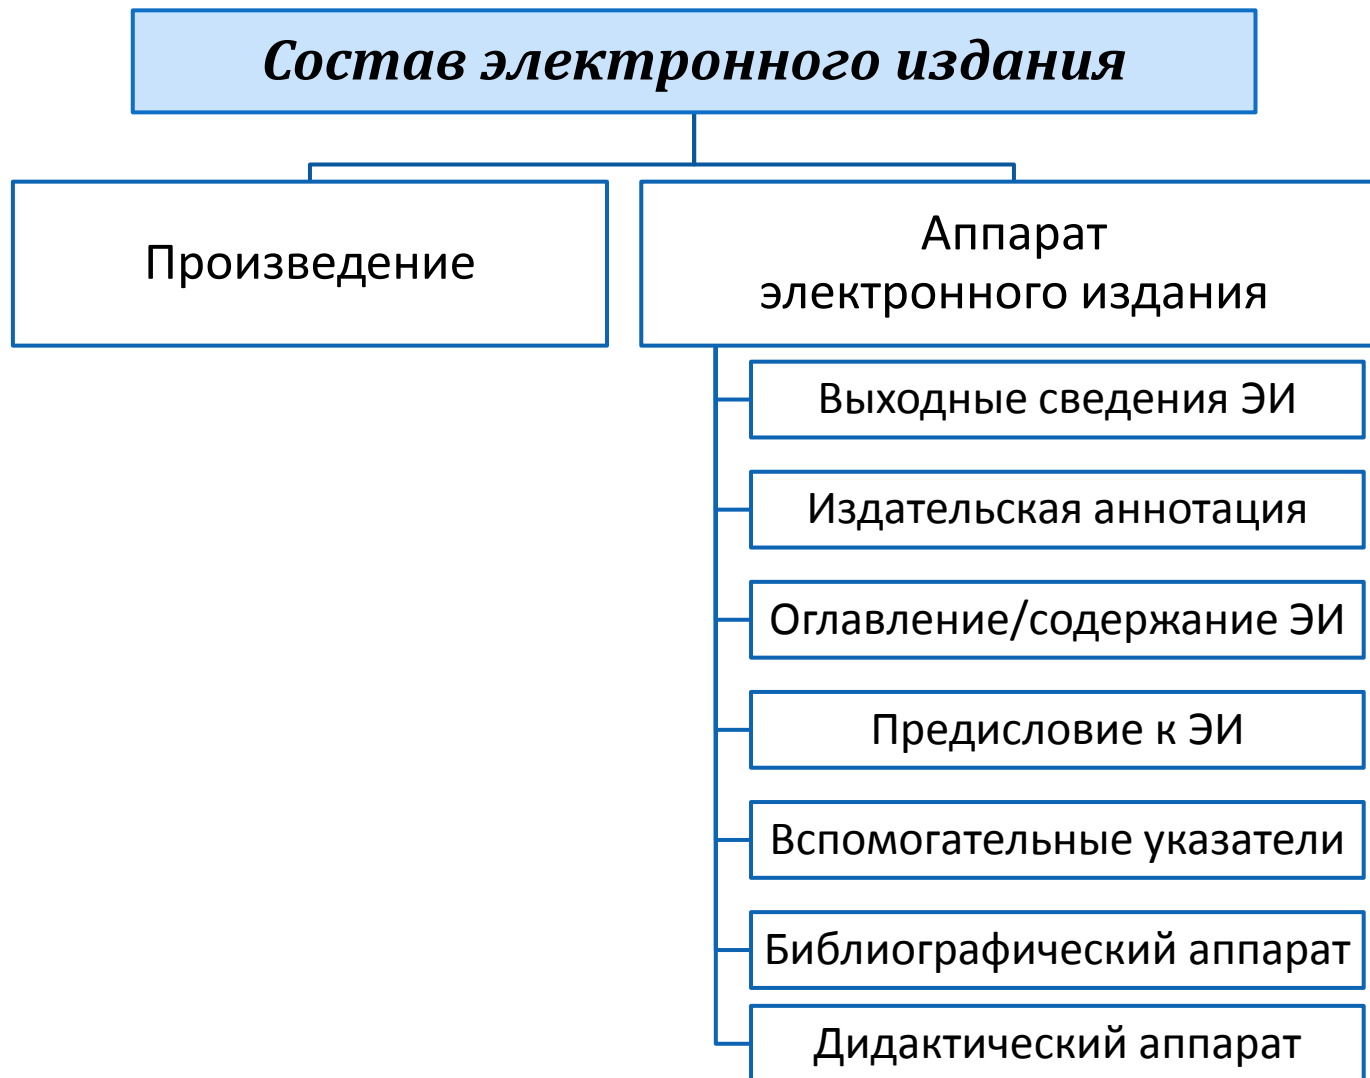 Состав электронного издания
Произведение
Аппарат
электронного издания
Выходные сведения ЭИ
Издательская аннотация
Оглавление/содержание ЭИ
Предисловие к ЭИ
Вспомогательные указатели
Библиографический аппарат
Дидактический аппарат